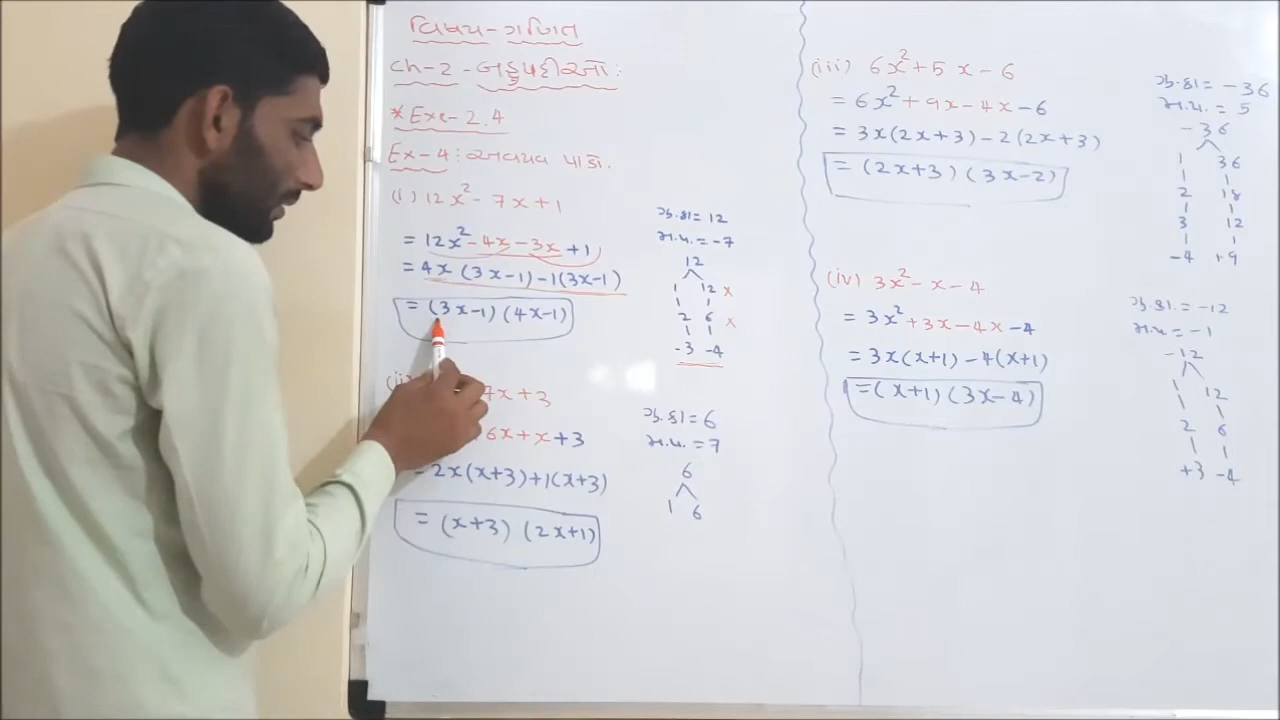 વિષય-ગણિત
Ch-2-બહુપદીઓ:
*Exe-2.4
Ex-4: અવયવ પાડો.
(i) 12x²-7x+1
= 12x²-4x-3x+1
= 4x (3x-1)-1(3x-1)
= (3x-1) (4x-1)
ગુ.કા= 12
મ.પ. = -7
12
1 12 x
2 6 x
-3 -4
7x+3
6x+x+3
= 2x(x+3)+1(x+3)
= (x+3) (2x+1)
ગુ.કા= 6
મ.પ. = 7
6
1 6
(iii) 6x²+5x-6
= 6x²+9x-4x-6
= 3x(2x+3)-2(2x+3)
= (2x+3) (3x-2)
ગુ.કા= -36
મ.પ. = 5
-36
1 36
2 18
3 12
-4 +9
(iv) 3x²-x-4
= 3x²+3x-4x-4
= 3x(x+1)-4(x+1)
= (x+1) (3x-4)
ગુ.કા. = -12
મ.પ = -1
-12
1 12
2 6
+3 -4